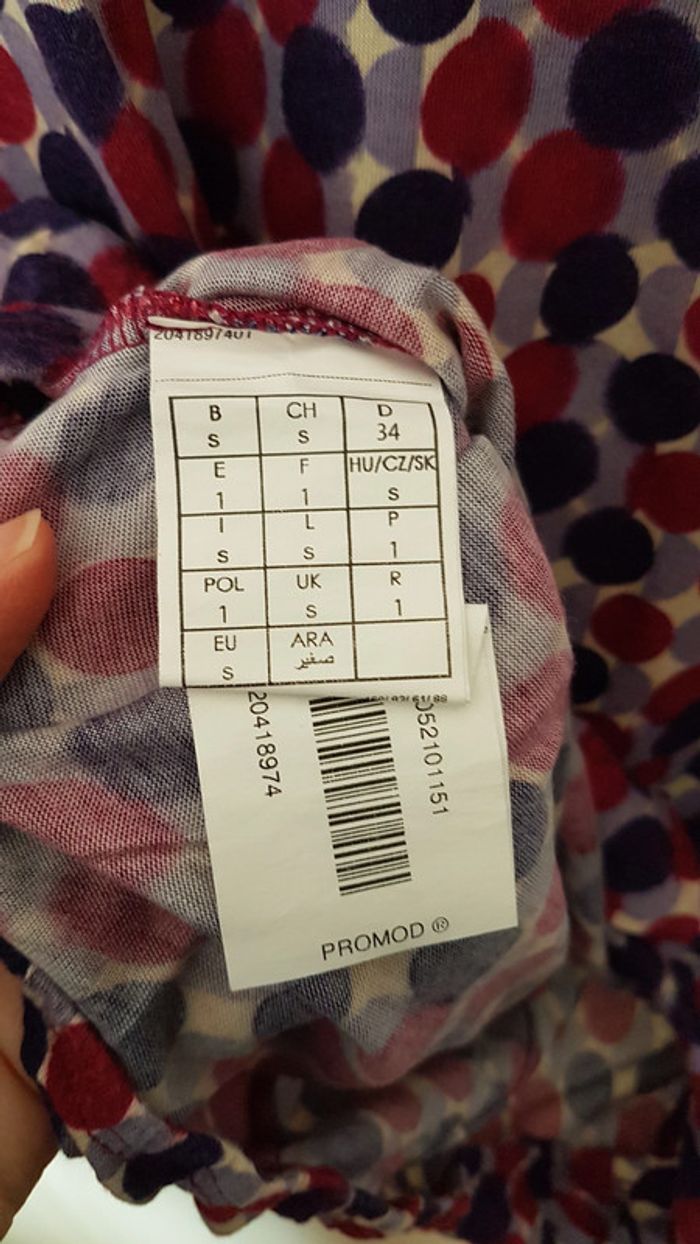 2041897401
B CH D
S S 34
E F HU/CZ/SK
1 1 S
I L P
S S 1
POL UK R
1 S 1
EU ARA
S صغير
20418974
052101151
PROMOD ®